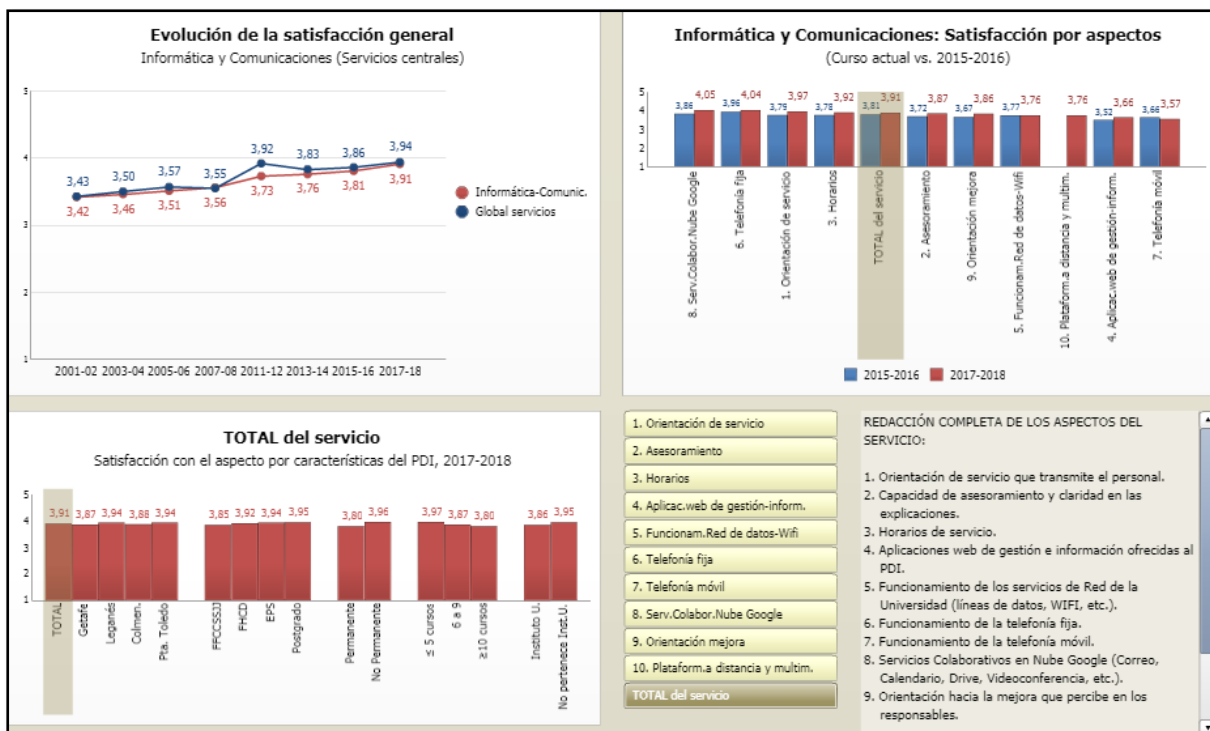 Evolución de la satisfacción general
Informática y Comunicaciones (Servicios centrales)
5
4
3
2
1
3,43
3,50
3,57
3,55
3,92
3,83
3,86
3,94
3,42
3,46
3,51
3,56
3,73
3,76
3,81
3,91
Informática-Comunic.
Global servicios
2001-02 2003-04 2005-06 2007-08 2011-12 2013-14 2015-16 2017-18
Informática y Comunicaciones: Satisfacción por aspectos
(Curso actual vs. 2015-2016)
5
4
3
2
1
3,86 4,05
3,96 4,04
3,79 3,97
3,78 3,92
3,81 3,91
3,72 3,87
3,67 3,86
3,77 3,76
3,76
3,52 3,66
3,66 3,57
8. Serv.Colabor.Nube Google
6. Telefonía fija
1. Orientación de servicio
3. Horarios
TOTAL del servicio
2. Asesoramiento
9. Orientación mejora
5. Funcionam.Red de datos-Wifi
10. Plataform.a distancia y multim.
4. Aplicac.web de gestión-inform.
7. Telefonía móvil
2015-2016 2017-2018
TOTAL del servicio
Satisfacción con el aspecto por características del PDI, 2017-2018
5
4
3
2
1
3,91 3,87 3,94 3,88 3,94 3,85 3,92 3,94 3,95 3,80 3,96 3,97 3,87 3,80 3,86 3,95
TOTAL
Getafe
Leganés
Colmen.
Pta. Toledo
FFCCSSJJ
FHCD
EPS
Postgrado
Permanente
No Permanente
≤ 5 cursos
6 a 9
≥10 cursos
Instituto U.
No pertenece Inst.U.
1. Orientación de servicio
2. Asesoramiento
3. Horarios
4. Aplicac.web de gestión-inform.
5. Funcionam.Red de datos-Wifi
6. Telefonía fija
7. Telefonía móvil
8. Serv.Colabor.Nube Google
9. Orientación mejora
10. Plataform.a distancia y multim.
TOTAL del servicio
REDACCIÓN COMPLETA DE LOS ASPECTOS DEL
SERVICIO:
1. Orientación de servicio que transmite el personal.
2. Capacidad de asesoramiento y claridad en las
explicaciones.
3. Horarios de servicio.
4. Aplicaciones web de gestión e información ofrecidas al
PDI.
5. Funcionamiento de los servicios de Red de la
Universidad (líneas de datos, WIFI, etc.).
6. Funcionamiento de la telefonía fija.
7. Funcionamiento de la telefonía móvil.
8. Servicios Colaborativos en Nube Google (Correo,
Calendario, Drive, Videoconferencia, etc.).
9. Orientación hacia la mejora que percibe en los
responsables.